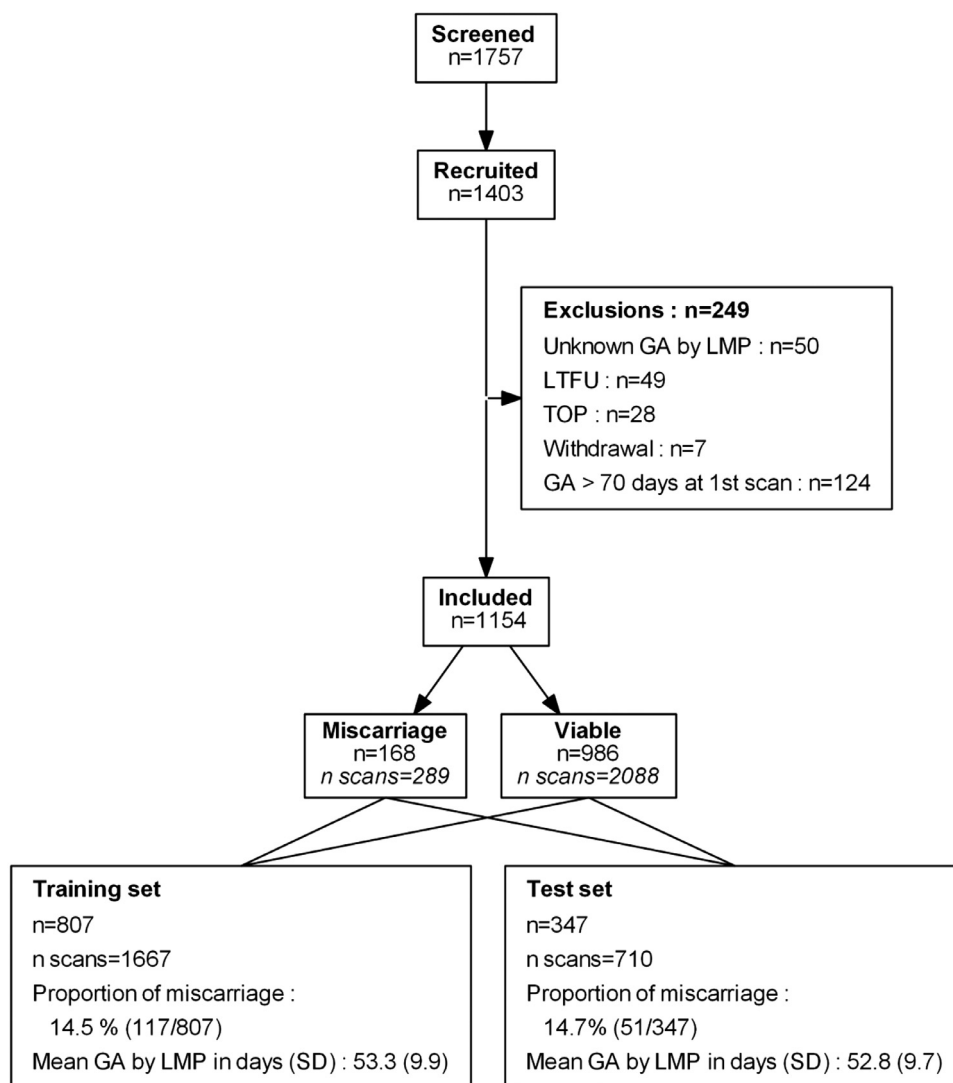 Screened
n=1757
Recruited
n=1403
Exclusions : n=249
Unknown GA by LMP : n=50
LTFU : n=49
TOP : n=28
Withdrawal : n=7
GA > 70 days at 1st scan : n=124
Included
n=1154
Miscarriage
n=168
n scans=289
Viable
n=986
n scans=2088
Training set
n=807
n scans=1667
Proportion of miscarriage :
14.5 % (117/807)
Mean GA by LMP in days (SD) : 53.3 (9.9)
Test set
n=347
n scans=710
Proportion of miscarriage :
14.7% (51/347)
Mean GA by LMP in days (SD) : 52.8 (9.7)